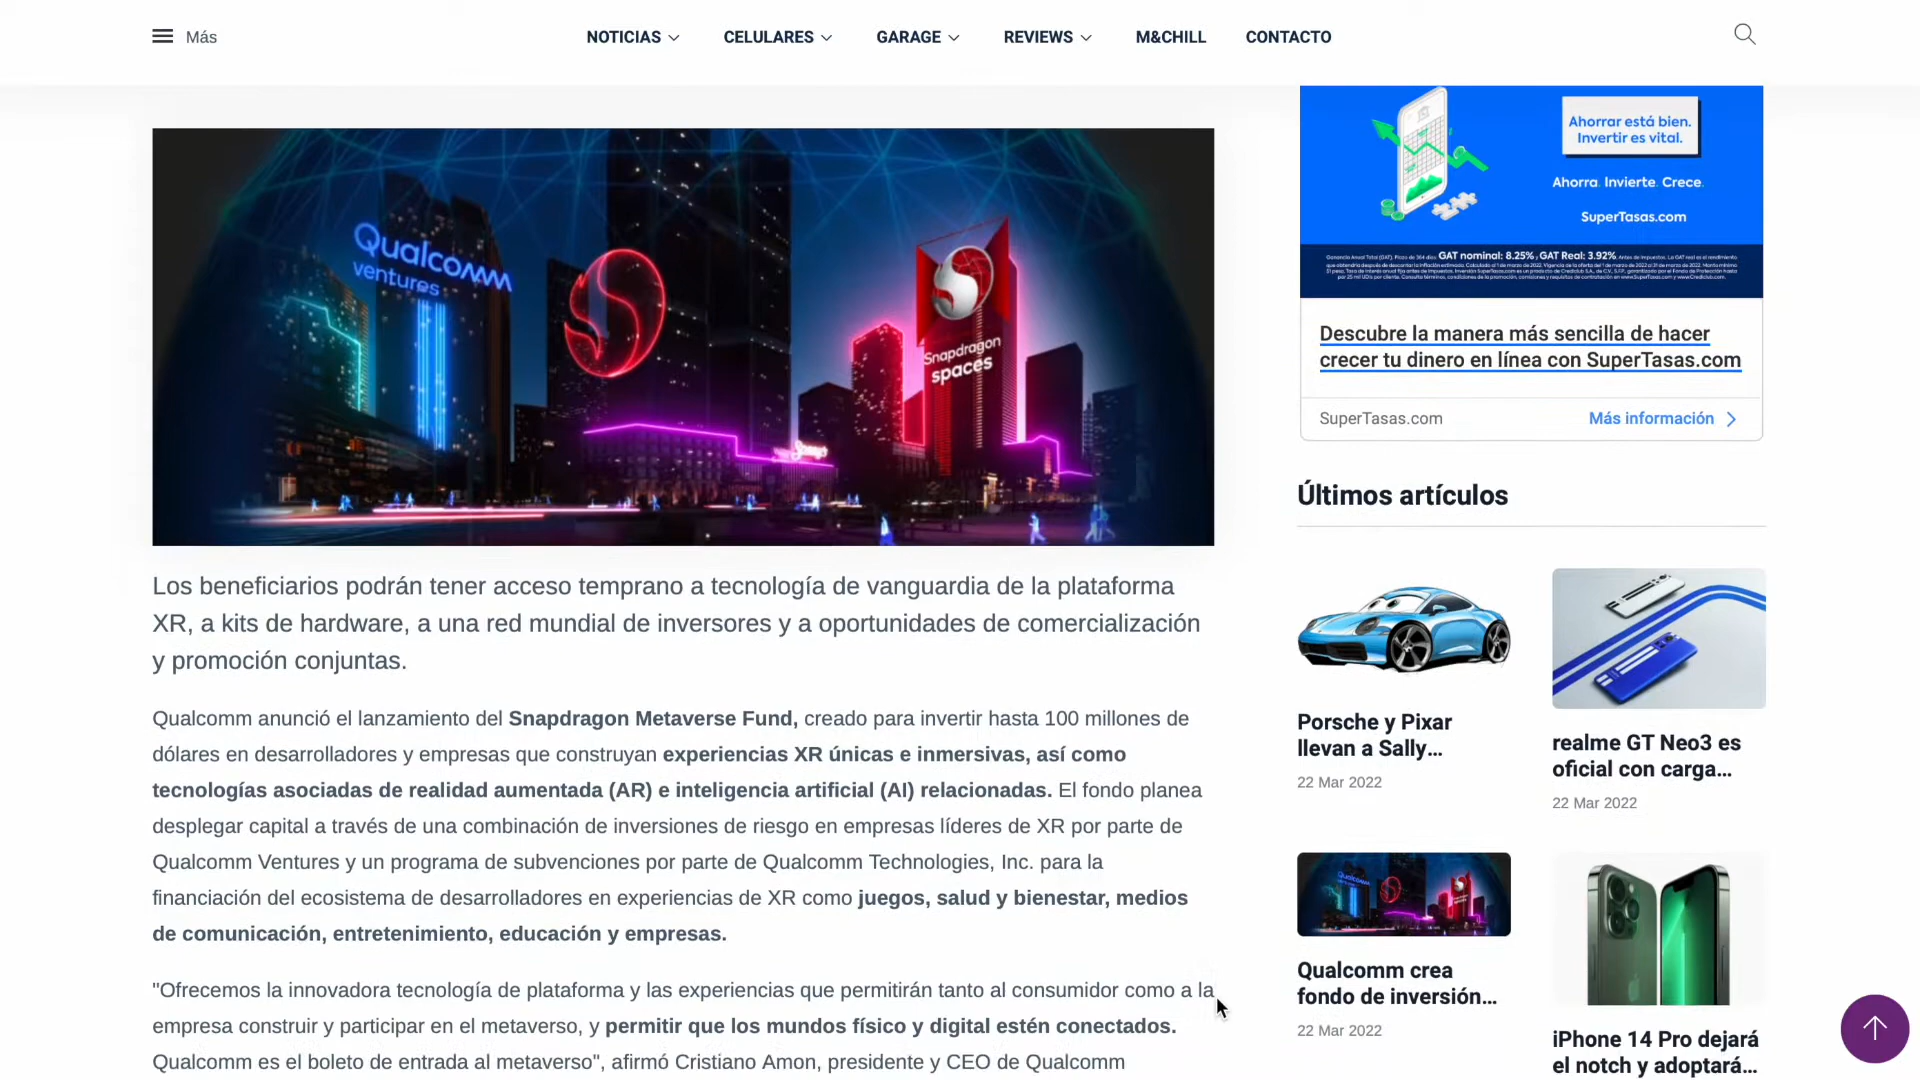 Más
NOTICIAS
CELULARES
GARAGE
REVIEWS
M&CHILL
CONTACTO
Qualcomm
ventures
Snapdragon
spaces
Los beneficiarios podrán tener acceso temprano a tecnología de vanguardia de la plataforma
XR, a kits de hardware, a una red mundial de inversores y a oportunidades de comercialización
y promoción conjuntas.
Qualcomm anunció el lanzamiento del Snapdragon Metaverse Fund, creado para invertir hasta 100 millones de
dólares en desarrolladores y empresas que construyan experiencias XR únicas e inmersivas, así como
tecnologías asociadas de realidad aumentada (AR) e inteligencia artificial (AI) relacionadas. El fondo planea
desplegar capital a través de una combinación de inversiones de riesgo en empresas líderes de XR por parte de
Qualcomm Ventures y un programa de subvenciones por parte de Qualcomm Technologies, Inc. para la
financiación del ecosistema de desarrolladores en experiencias de XR como juegos, salud y bienestar, medios
de comunicación, entretenimiento, educación y empresas.
"Ofrecemos la innovadora tecnología de plataforma y las experiencias que permitirán tanto al consumidor como a la
empresa construir y participar en el metaverso, y permitir que los mundos físico y digital estén conectados.
Qualcomm es el boleto de entrada al metaverso", afirmó Cristiano Amon, presidente y CEO de Qualcomm
Ahorrar está bien.
Invertir es vital.
Ahorra. Invierte. Crece.
SuperTasas.com
GAT nominal: 8.25%, GAT Real: 3.92%
Descubre la manera más sencilla de hacer
crecer tu dinero en línea con SuperTasas.com
SuperTasas.com
Más información
Últimos artículos
Porsche y Pixar
llevan a Sally...
22 Mar 2022
realme GT Neo3 es
oficial con carga...
22 Mar 2022
Qualcomm crea
fondo de inversión...
22 Mar 2022
iPhone 14 Pro dejará
el notch y adoptará...